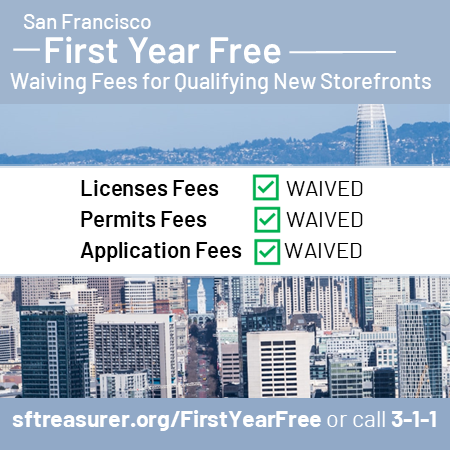 San Francisco
First Year Free
Waiving Fees for Qualifying New Storefronts
Licenses Fees WAIVED
Permits Fees WAIVED
Application Fees WAIVED
sftreasurer.org/FirstYearFree or call 3-1-1